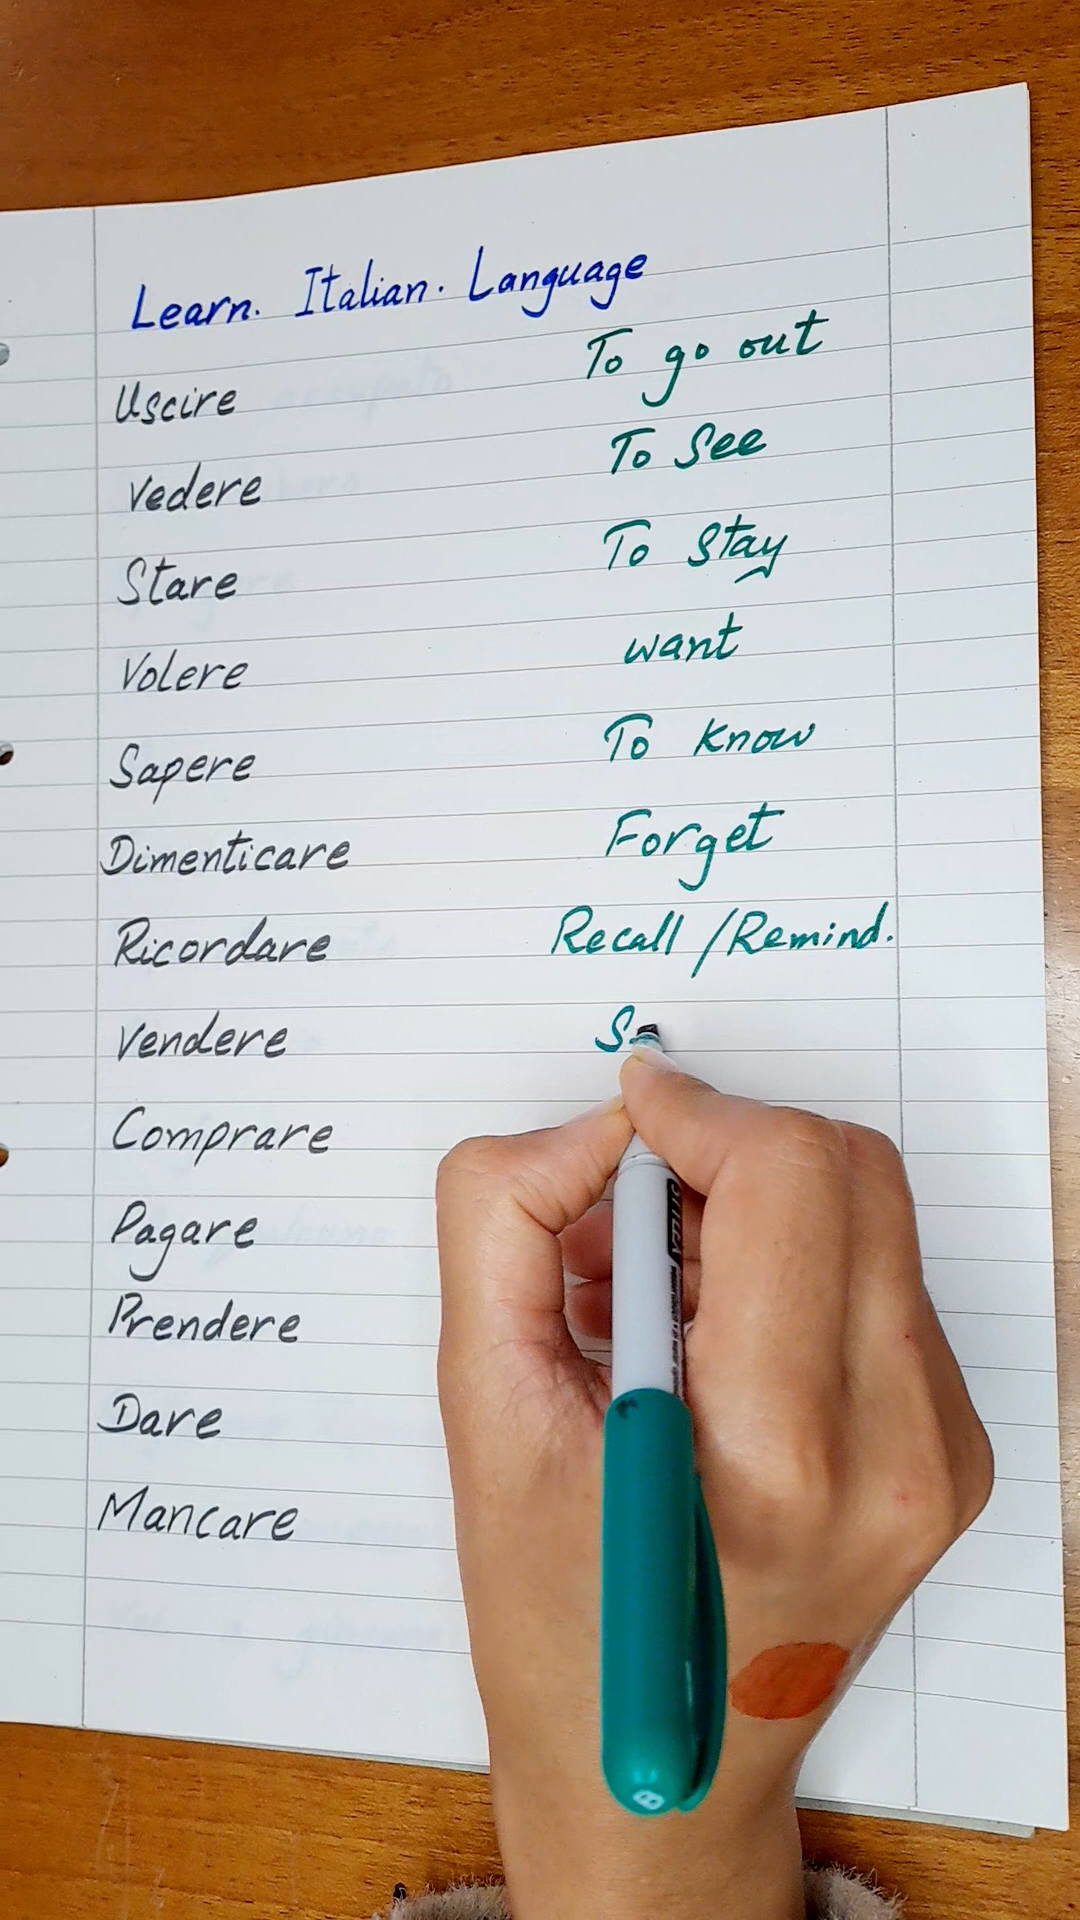 Learn. Italian. Language
Uscire To go out
Vedere To See
Stare To Stay
Volere want
Sapere To know
Dimenticare Forget
Ricordare Recall / Remind.
Vendere
Comprare
Pagare
Prendere
Dare
Mancare